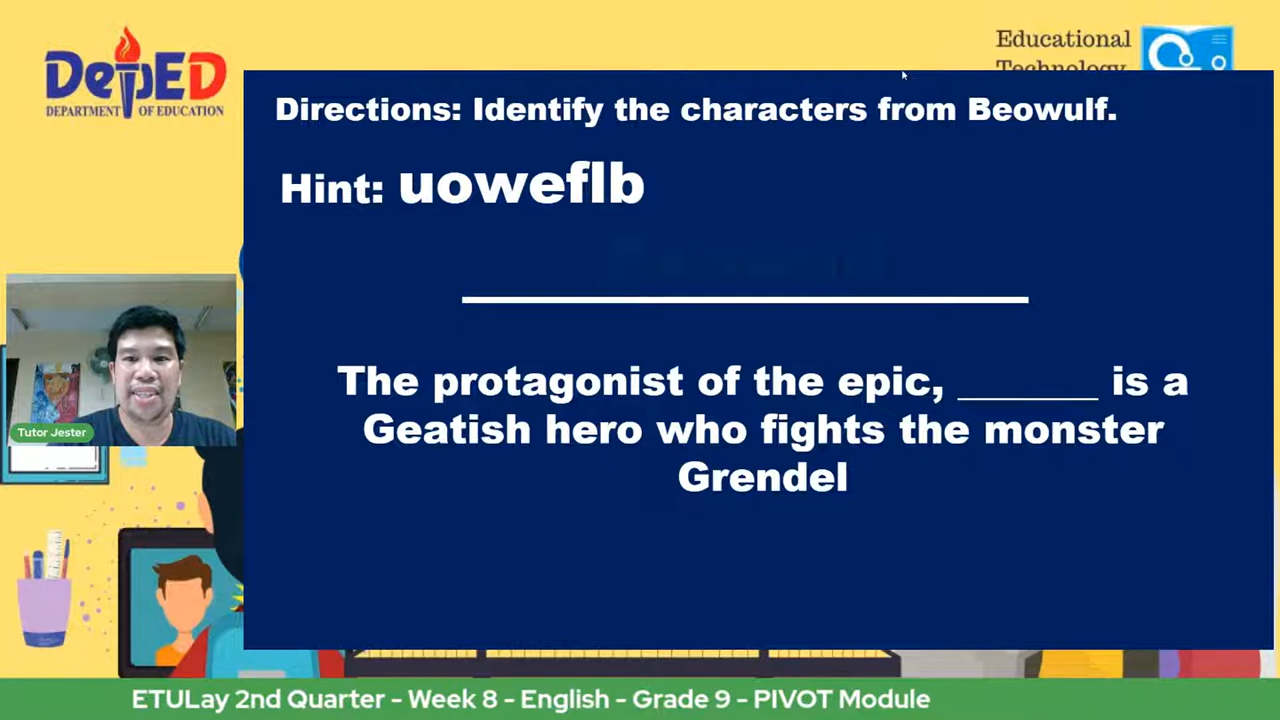 DepED
DEPARTMENT OF EDUCATION
Educational
Technology
Directions: Identify the characters from Beowulf.
Hint: uoweflb
The protagonist of the epic, _______ is a
Geatish hero who fights the monster
Grendel
Tutor Jester
ETULay 2nd Quarter - Week 8 - English - Grade 9 - PIVOT Module